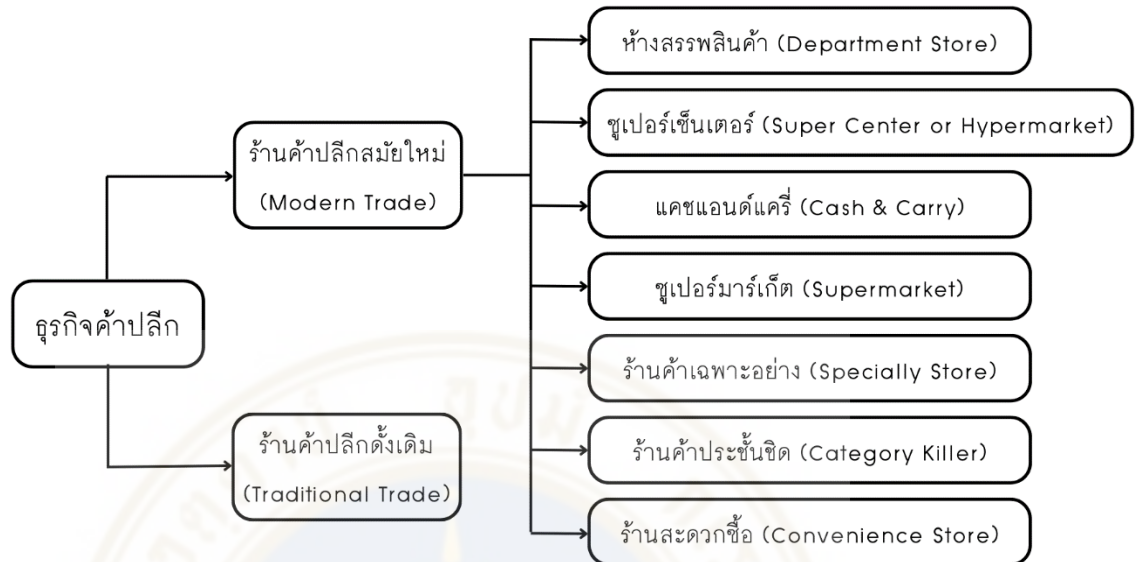 ธุรกิจค้าปลีก
ร้านค้าปลีกสมัยใหม่
(Modern Trade)
ร้านค้าปลีกดั้งเดิม
(Traditional Trade)
ห้างสรรพสินค้า (Department Store)
ซูเปอร์เซ็นเตอร์ (Super Center or Hypermarket)
แคชแอนด์แครี่ (Cash & Carry)
ซูเปอร์มาร์เก็ต (Supermarket)
ร้านค้าเฉพาะอย่าง (Specially Store)
ร้านค้าประชั้นชิด (Category Killer)
ร้านสะดวกซื้อ (Convenience Store)